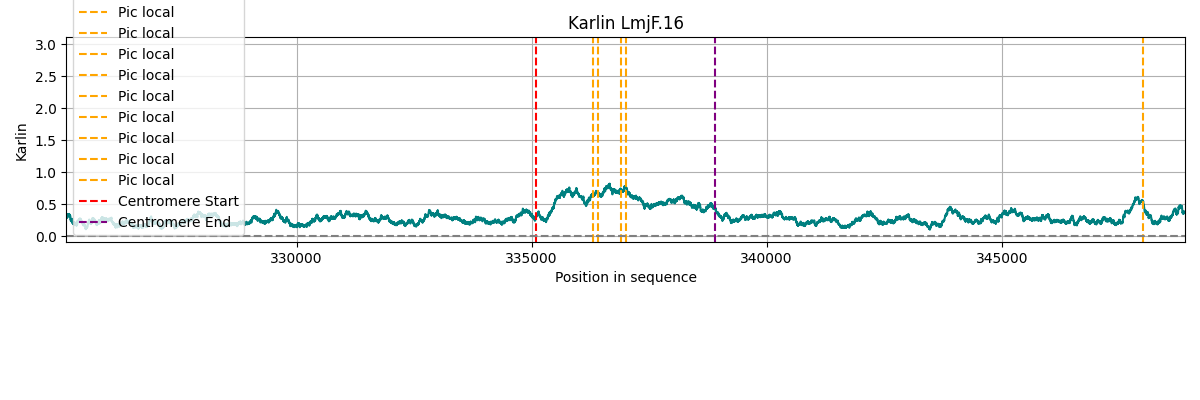 Karlin LmjF.16
Pic local
Pic local
Pic local
Pic local
Pic local
Pic local
Pic local
Pic local
Pic local
Centromere Start
Centromere End
3.0
2.5
2.0
1.5
1.0
0.5
0.0
Karlin
330000 335000 340000 345000
Position in sequence